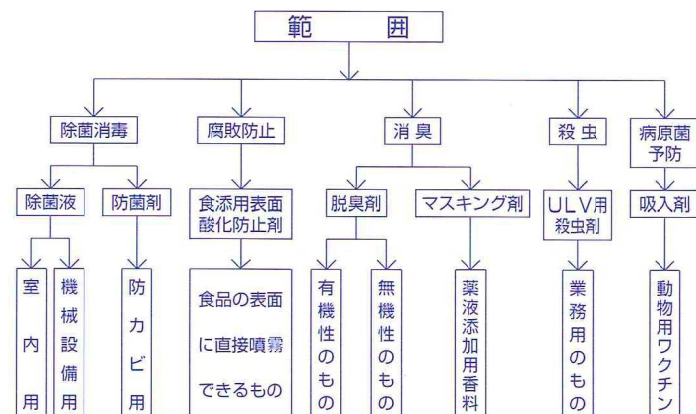 範囲
除菌消毒
腐敗防止
消臭
殺虫
病原菌
予防
除菌液
防菌剤
食添用表面
酸化防止剤
脱臭剤
マスキング剤
ULV用
殺虫剤
吸入剤
室内用
機械設備用
防カビ用
食品の表面
に直接噴霧
できるもの
有機性のもの
無機性のもの
薬液添加用香料
業務用のもの
動物用ワクチン